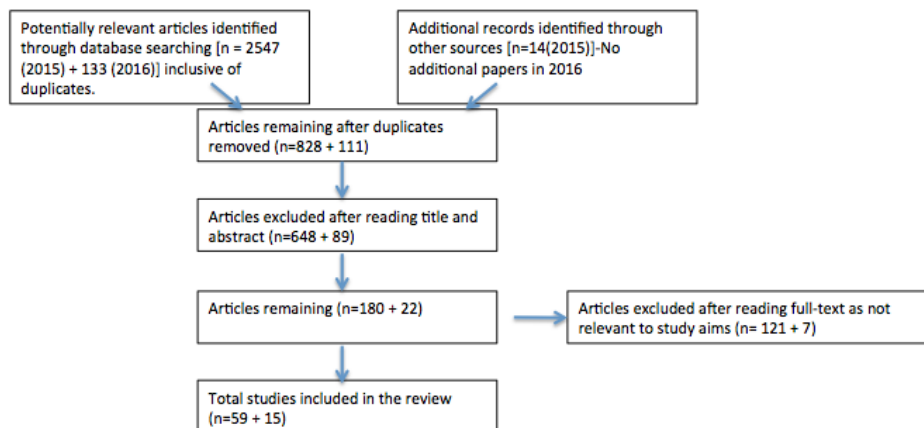 Potentially relevant articles identified
through database searching [n = 2547
(2015) + 133 (2016)] inclusive of
duplicates.
Additional records identified through
other sources [n=14(2015)]-No
additional papers in 2016
Articles remaining after duplicates
removed (n=828 + 111)
Articles excluded after reading title and
abstract (n=648 + 89)
Articles remaining (n=180 + 22)
Articles excluded after reading full-text as not
relevant to study aims (n= 121 + 7)
Total studies included in the review
(n=59 + 15)